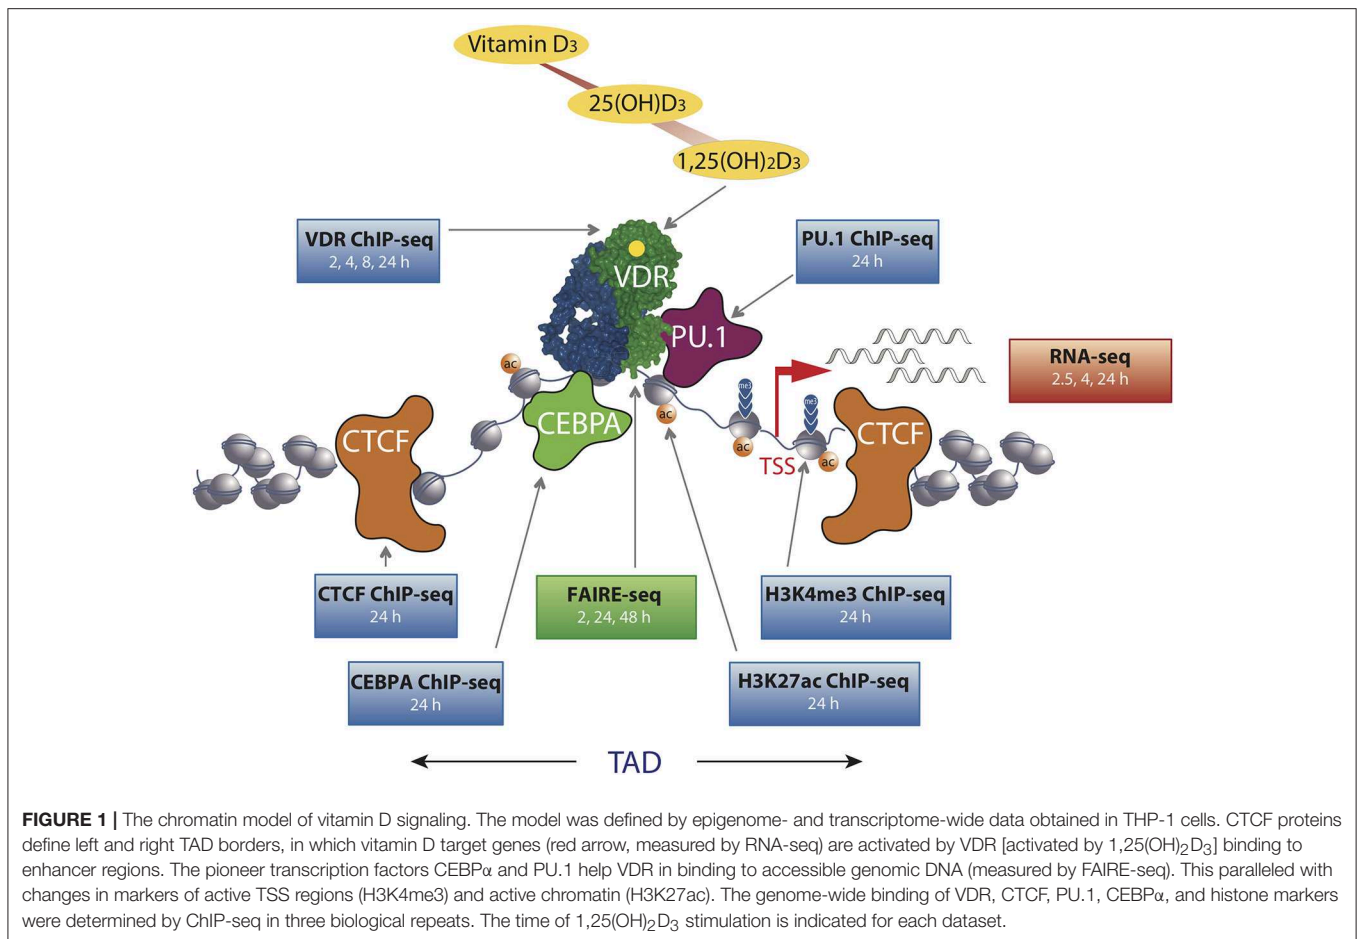 Vitamin D3
25(OH)D3
1,25(OH)2D3
VDR ChIP-seq
2, 4, 8, 24 h
PU.1 ChIP-seq
24 h
VDR
PU.1
RNA-seq
2.5, 4, 24 h
ac
me3
me3
ac
CEBPA
CTCF
CTCF
ac
ac
TSS
CTCF ChIP-seq
24 h
FAIRE-seq
2, 24, 48 h
H3K4me3 ChIP-seq
24 h
CEBPA ChIP-seq
24 h
H3K27ac ChIP-seq
24 h
TAD
FIGURE 1 | The chromatin model of vitamin D signaling. The model was defined by epigenome- and transcriptome-wide data obtained in THP-1 cells. CTCF proteins
define left and right TAD borders, in which vitamin D target genes (red arrow, measured by RNA-seq) are activated by VDR [activated by 1,25(OH)2D3] binding to
enhancer regions. The pioneer transcription factors CEBPα and PU.1 help VDR in binding to accessible genomic DNA (measured by FAIRE-seq). This paralleled with
changes in markers of active TSS regions (H3K4me3) and active chromatin (H3K27ac). The genome-wide binding of VDR, CTCF, PU.1, CEBPα, and histone markers
were determined by ChIP-seq in three biological repeats. The time of 1,25(OH)2D3 stimulation is indicated for each dataset.